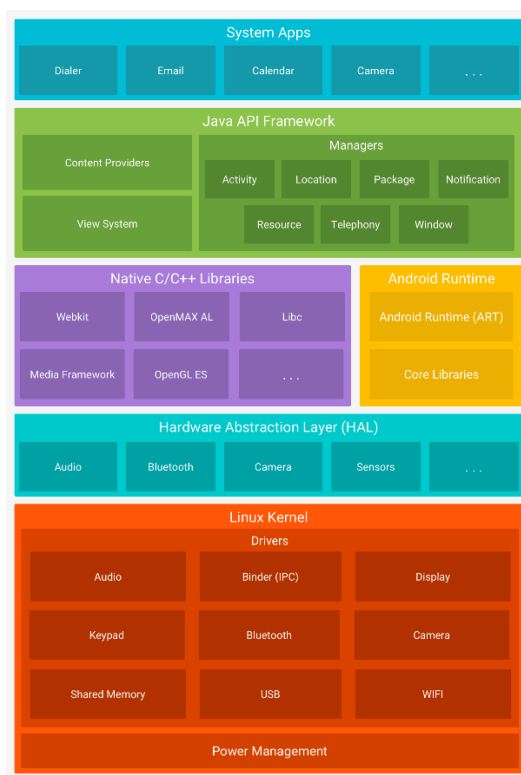 System Apps
Dialer
Email
Calendar
Camera
. . .
Java API Framework
Content Providers
View System
Managers
Activity
Location
Package
Notification
Resource
Telephony
Window
Native C/C++ Libraries
Webkit
OpenMAX AL
Libc
Media Framework
OpenGL ES
. . .
Android Runtime
Android Runtime (ART)
Core Libraries
Hardware Abstraction Layer (HAL)
Audio
Bluetooth
Camera
Sensors
. . .
Linux Kernel
Drivers
Audio
Binder (IPC)
Display
Keypad
Bluetooth
Camera
Shared Memory
USB
WIFI
Power Management